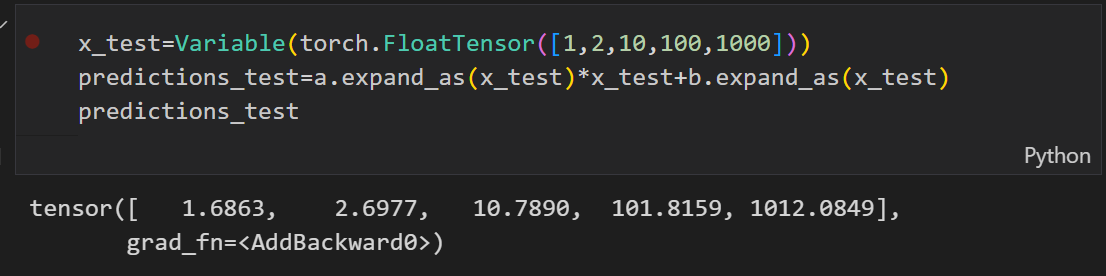 x_test=Variable(torch.FloatTensor([1,2,10,100,1000]))
predictions_test=a.expand_as(x_test)*x_test+b.expand_as(x_test)
predictions_test
Python
tensor([   1.6863,    2.6977,   10.7890,  101.8159, 1012.0849],
       grad_fn=<AddBackward0>)